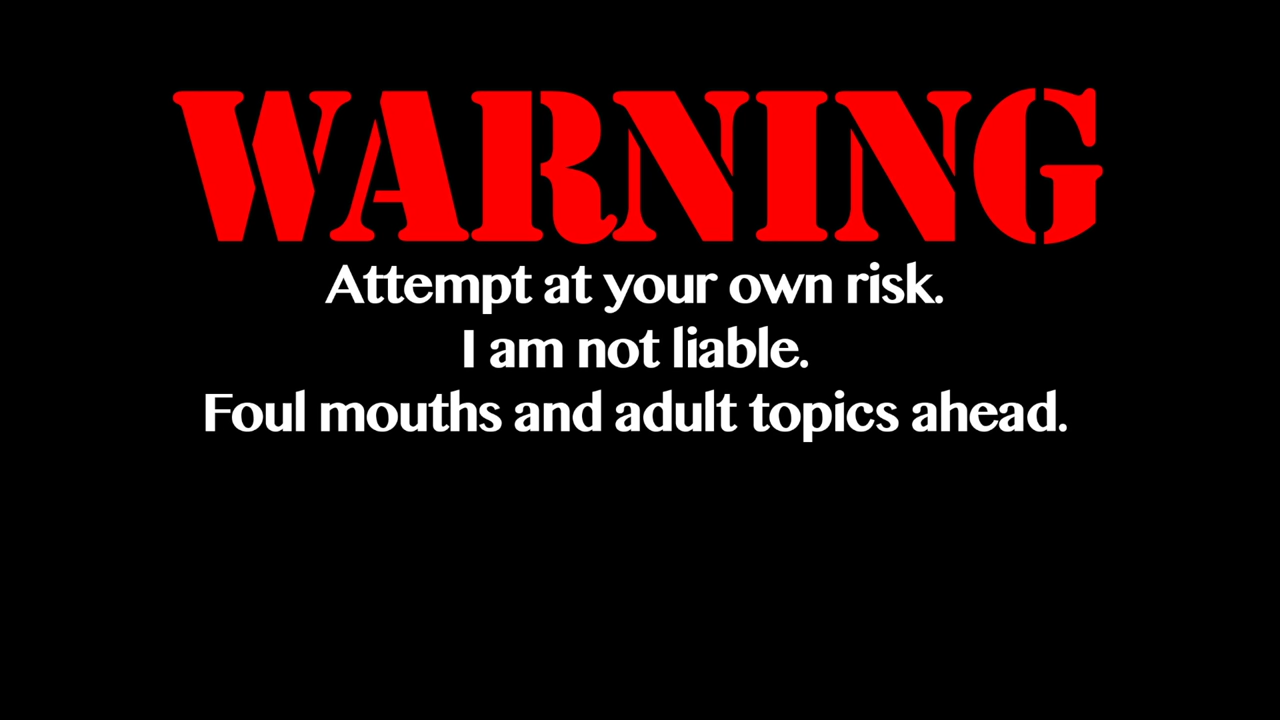 WARNING
Attempt at your own risk.
I am not liable.
Foul mouths and adult topics ahead.